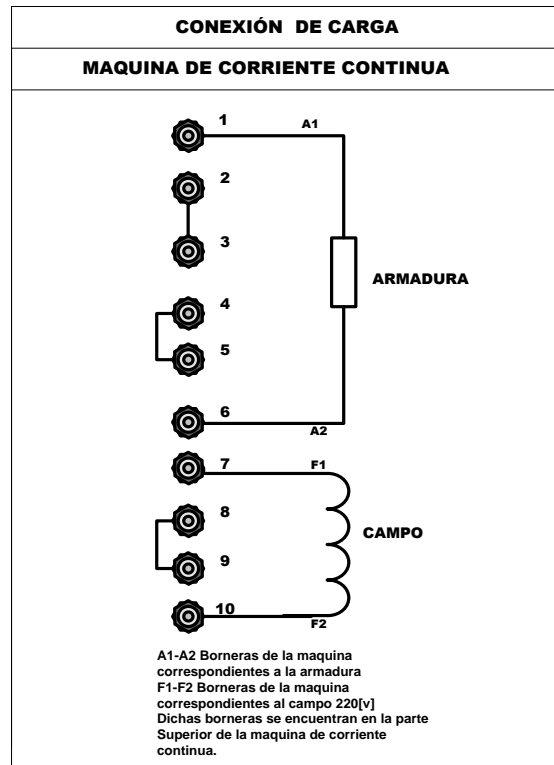 CONEXIÓN DE CARGA
MAQUINA DE CORRIENTE CONTINUA
1
A1
2
3
ARMADURA
4
5
6
A2
7
F1
8
CAMPO
9
10
F2
A1-A2 Borneras de la maquina
correspondientes a la armadura
F1-F2 Borneras de la maquina
correspondientes al campo 220[v]
Dichas borneras se encuentran en la parte
Superior de la maquina de corriente
continua.